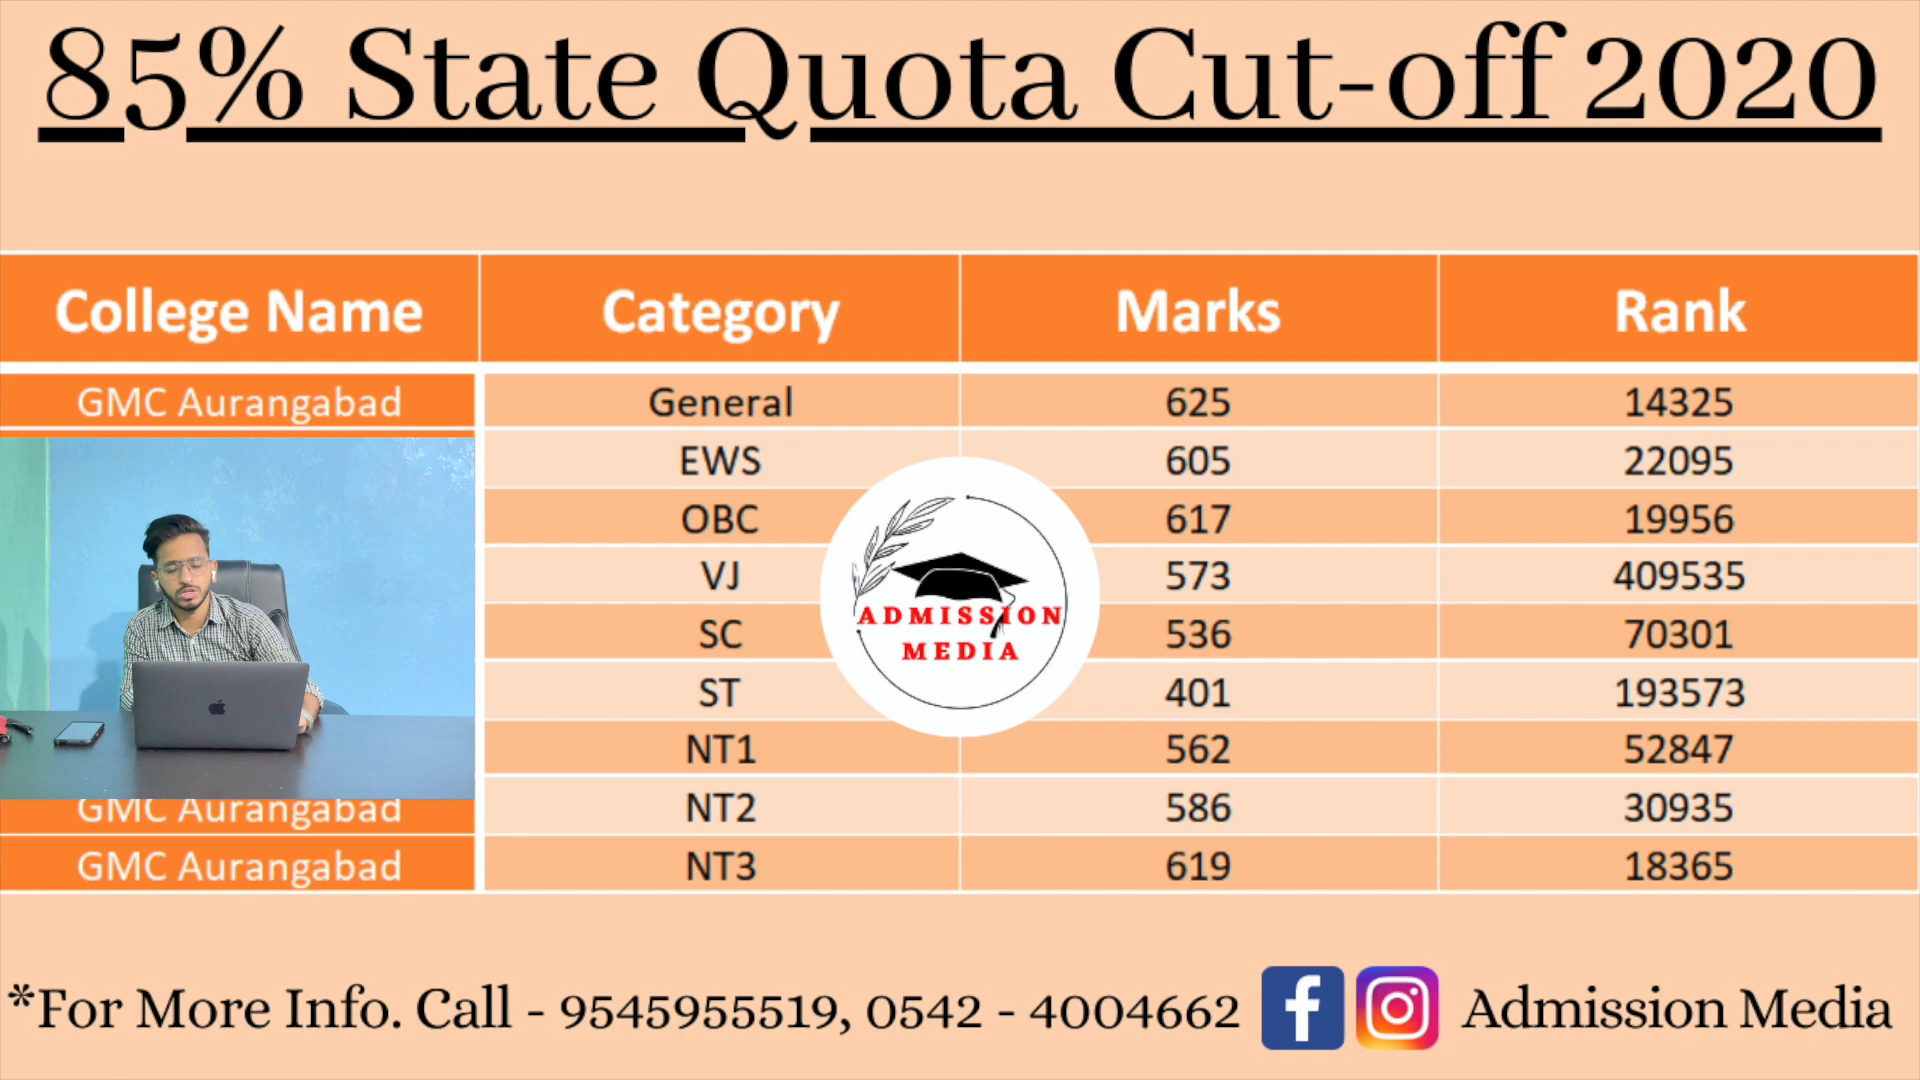 85% State Quota Cut-off 2020
College Name Category Marks Rank
GMC Aurangabad General 625 14325
EWS 605 22095
OBC 617 19956
VJ 573 409535
SC 536 70301
ST 401 193573
NT1 562 52847
GMC Aurangabad NT2 586 30935
GMC Aurangabad NT3 619 18365
ADMISSION
MEDIA
*For More Info. Call - 9545955519, 0542 - 4004662 Admission Media